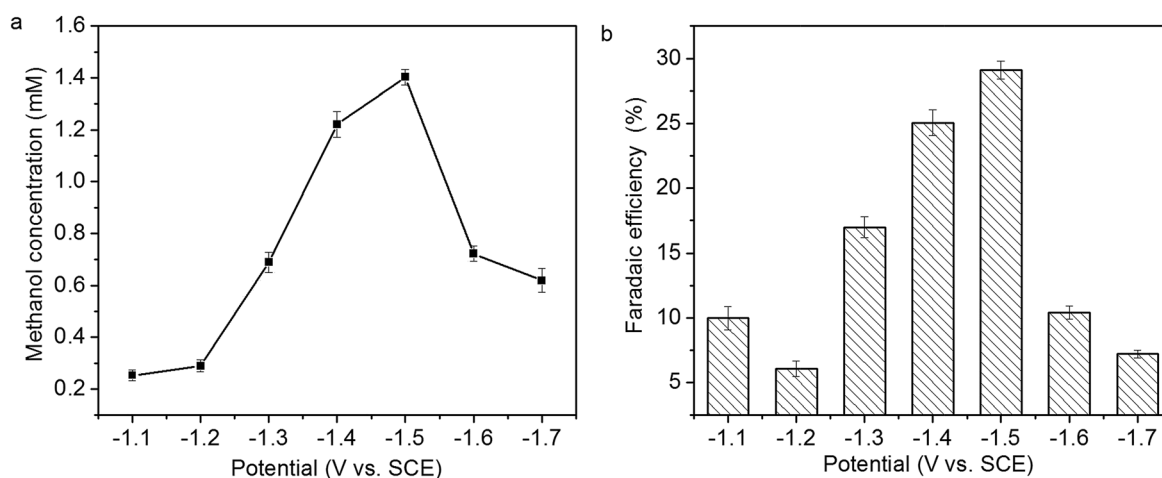 a
Methanol concentration (mM)
1.6
1.4
1.2
1.0
0.8
0.6
0.4
0.2
-1.1 -1.2 -1.3 -1.4 -1.5 -1.6 -1.7
Potential (V vs. SCE)
b
Faradaic efficiency (%)
30
25
20
15
10
5
-1.1 -1.2 -1.3 -1.4 -1.5 -1.6 -1.7
Potential (V vs. SCE)